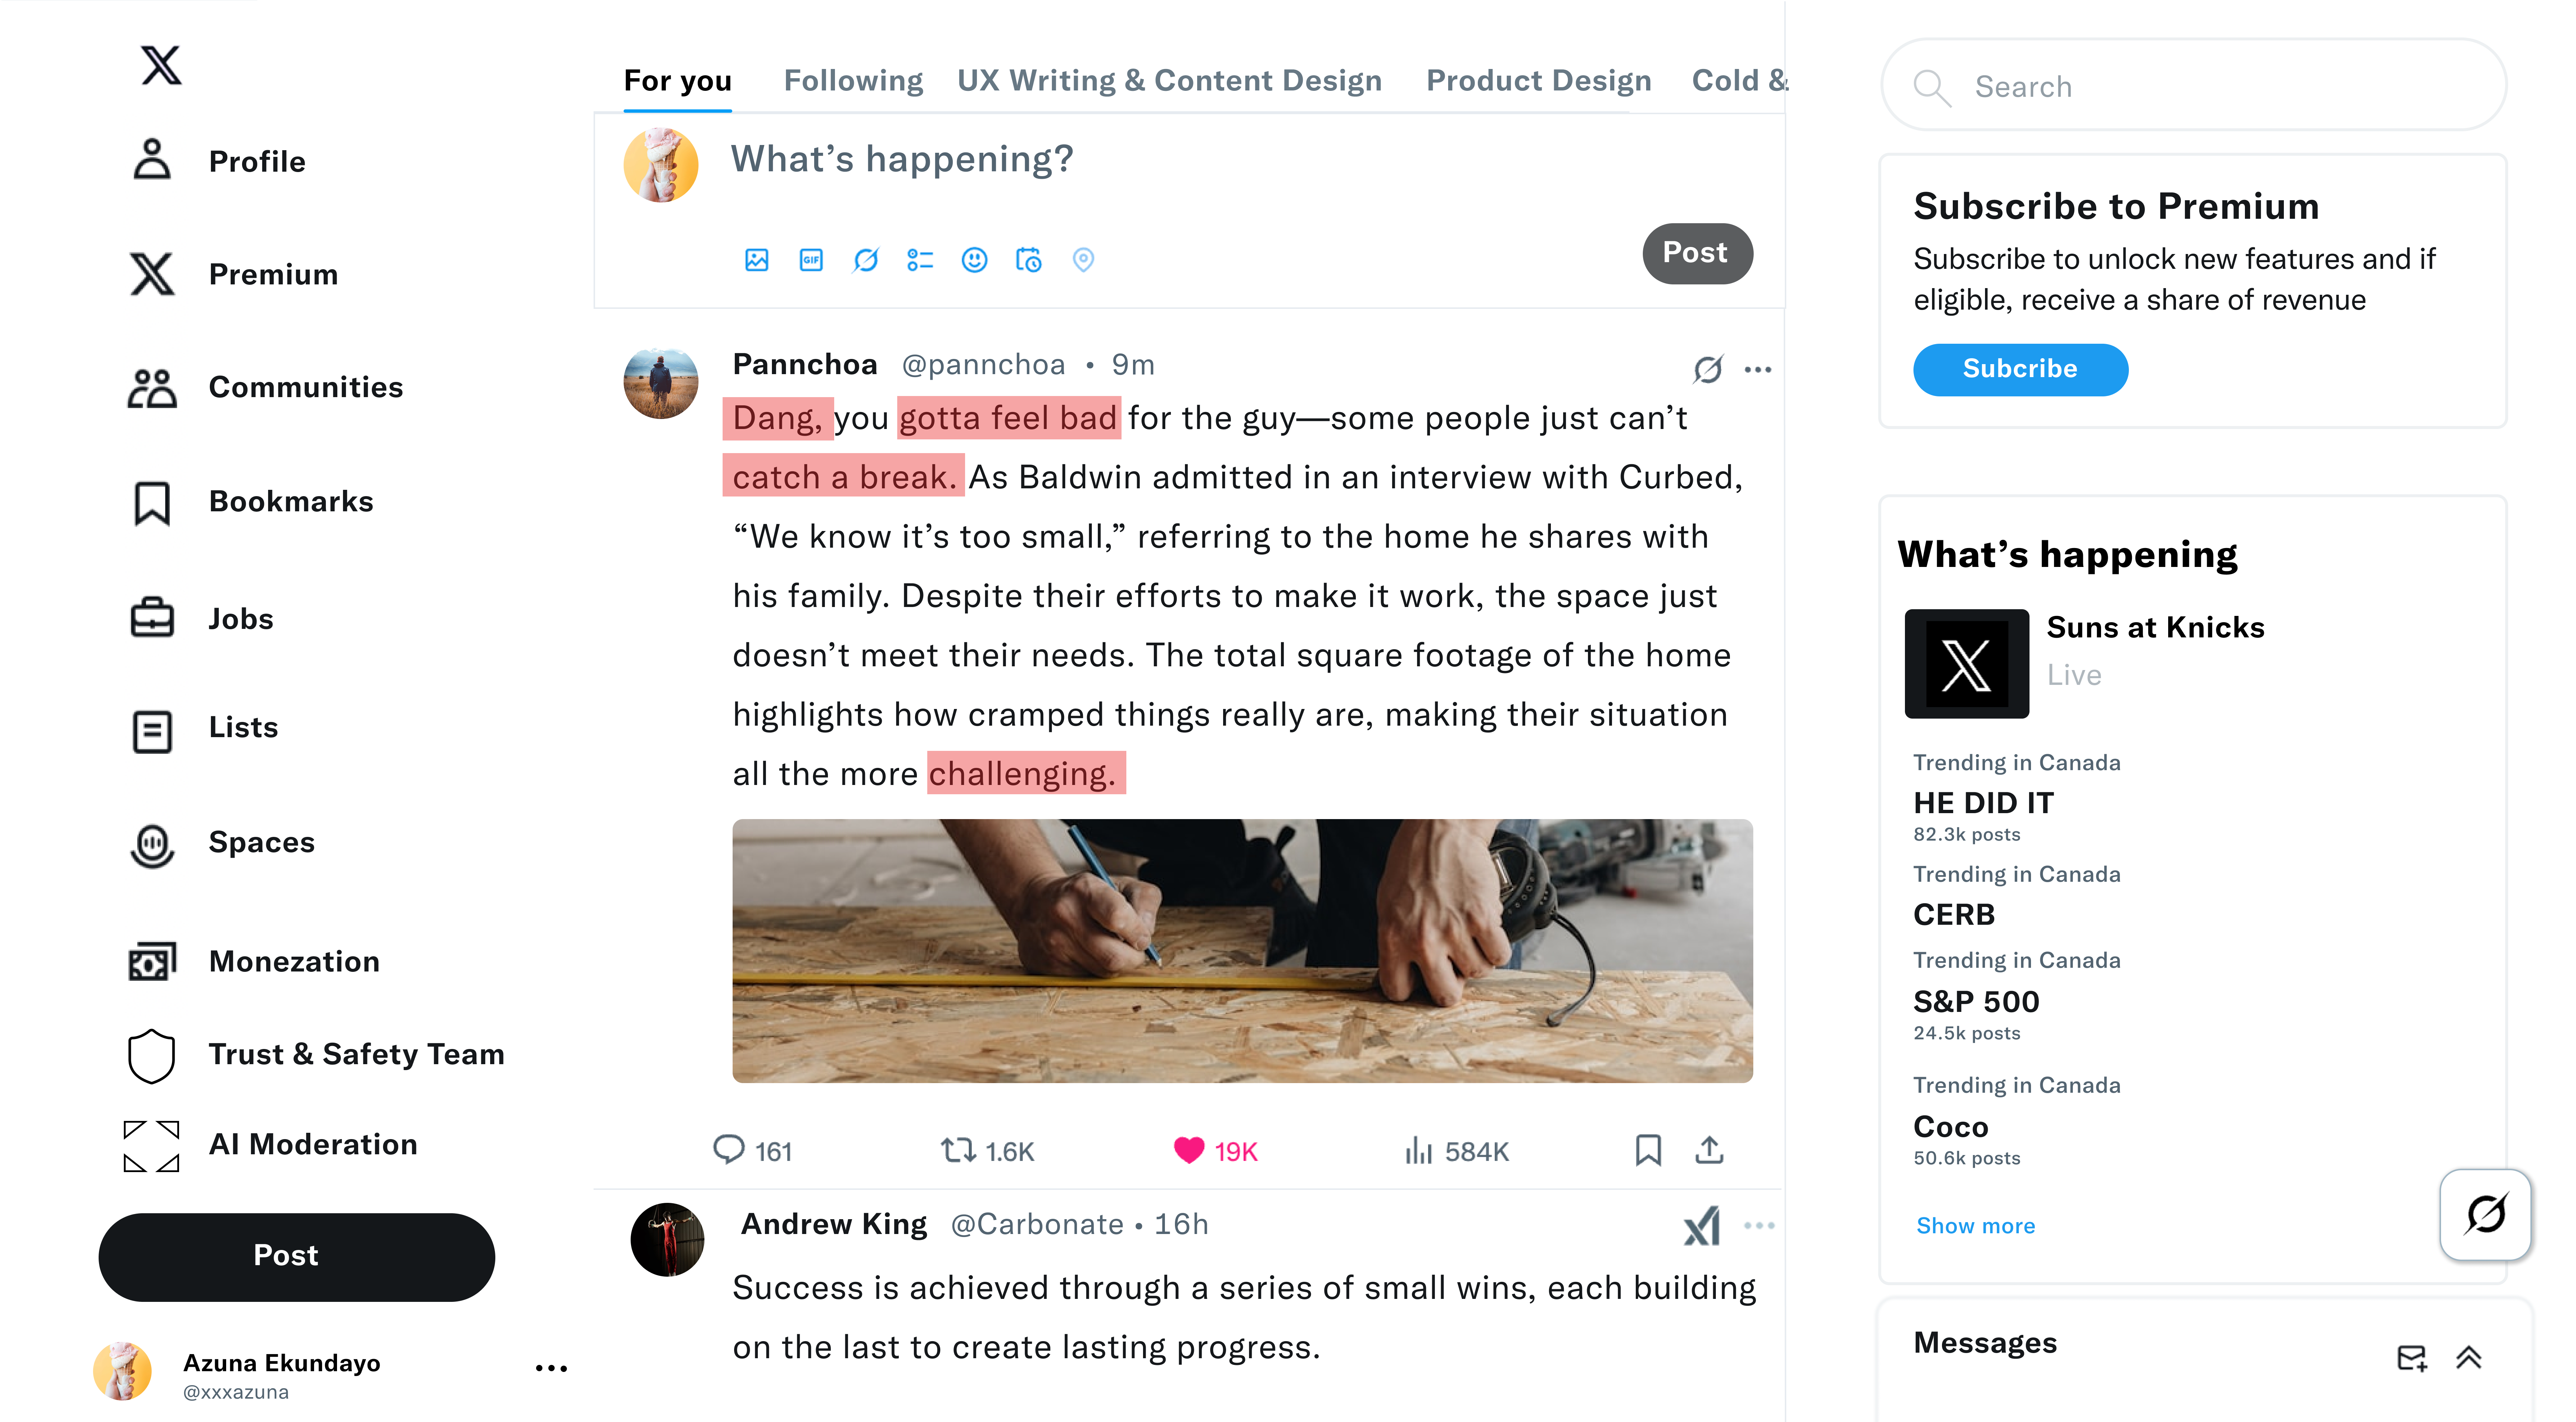 X
Profile
Premium
Communities
Bookmarks
Jobs
Lists
Spaces
Monezation
Trust & Safety Team
AI Moderation
Post
Azuna Ekundayo
@xxxazuna
For you Following UX Writing & Content Design Product Design Cold &
What’s happening?
GIF
Post
Pannchoa @pannchoa • 9m
Dang, you gotta feel bad for the guy—some people just can’t
catch a break. As Baldwin admitted in an interview with Curbed,
“We know it’s too small,” referring to the home he shares with
his family. Despite their efforts to make it work, the space just
doesn’t meet their needs. The total square footage of the home
highlights how cramped things really are, making their situation
all the more challenging.
161 1.6K 19K 584K
Andrew King @Carbonate • 16h
Success is achieved through a series of small wins, each building
on the last to create lasting progress.
Search
Subscribe to Premium
Subscribe to unlock new features and if
eligible, receive a share of revenue
Subcribe
What’s happening
Suns at Knicks
Live
Trending in Canada
HE DID IT
82.3k posts
Trending in Canada
CERB
Trending in Canada
S&P 500
24.5k posts
Trending in Canada
Coco
50.6k posts
Show more
Messages